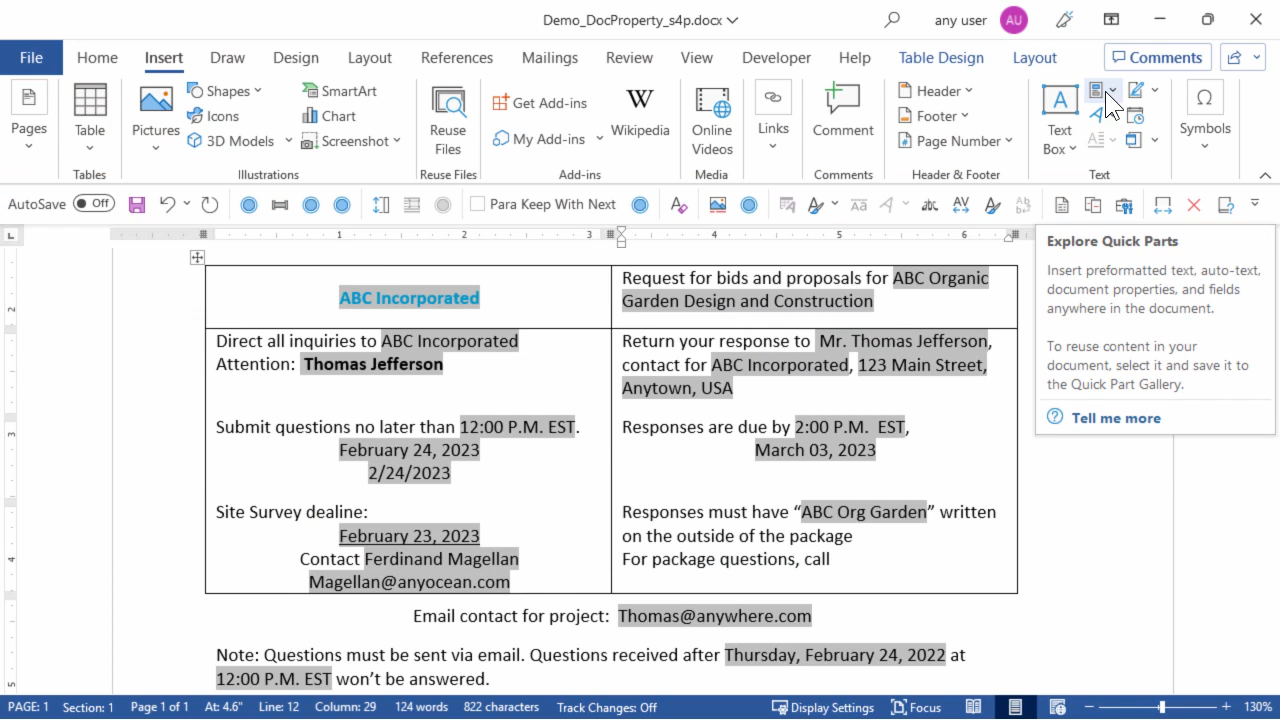 Demo_DocProperty_s4p.docx
any user
AU
File
Home
Insert
Draw
Design
Layout
References
Mailings
Review
View
Developer
Help
Table Design
Layout
Comments
Pages
Table
Tables
Pictures
Shapes
Icons
3D Models
SmartArt
Chart
Screenshot
Illustrations
Reuse
Files
Reuse Files
Get Add-ins
My Add-ins
W
Wikipedia
Add-ins
Online
Videos
Media
Links
Comment
Comments
Header
Footer
Page Number
Header & Footer
Text
Box
Text
Symbols
AutoSave
Off
Para Keep With Next
abc
1 2 3 4 5 6
Explore Quick Parts
Insert preformatted text, auto-text,
document properties, and fields
anywhere in the document.
To reuse content in your
document, select it and save it to
the Quick Part Gallery.
Tell me more
ABC Incorporated
Request for bids and proposals for ABC Organic
Garden Design and Construction
Direct all inquiries to ABC Incorporated
Attention: Thomas Jefferson
Return your response to Mr. Thomas Jefferson,
contact for ABC Incorporated, 123 Main Street,
Anytown, USA
Submit questions no later than 12:00 P.M. EST.
February 24, 2023
2/24/2023
Responses are due by 2:00 P.M. EST,
March 03, 2023
Site Survey dealine:
February 23, 2023
Contact Ferdinand Magellan
Magellan@anyocean.com
Responses must have “ABC Org Garden” written
on the outside of the package
For package questions, call
Email contact for project: Thomas@anywhere.com
Note: Questions must be sent via email. Questions received after Thursday, February 24, 2022 at
12:00 P.M. EST won’t be answered.
2
3
4
5
PAGE: 1
Section: 1
Page 1 of 1
At: 4.6"
Line: 12
Column: 29
124 words
822 characters
Track Changes: Off
Display Settings
Focus
130%